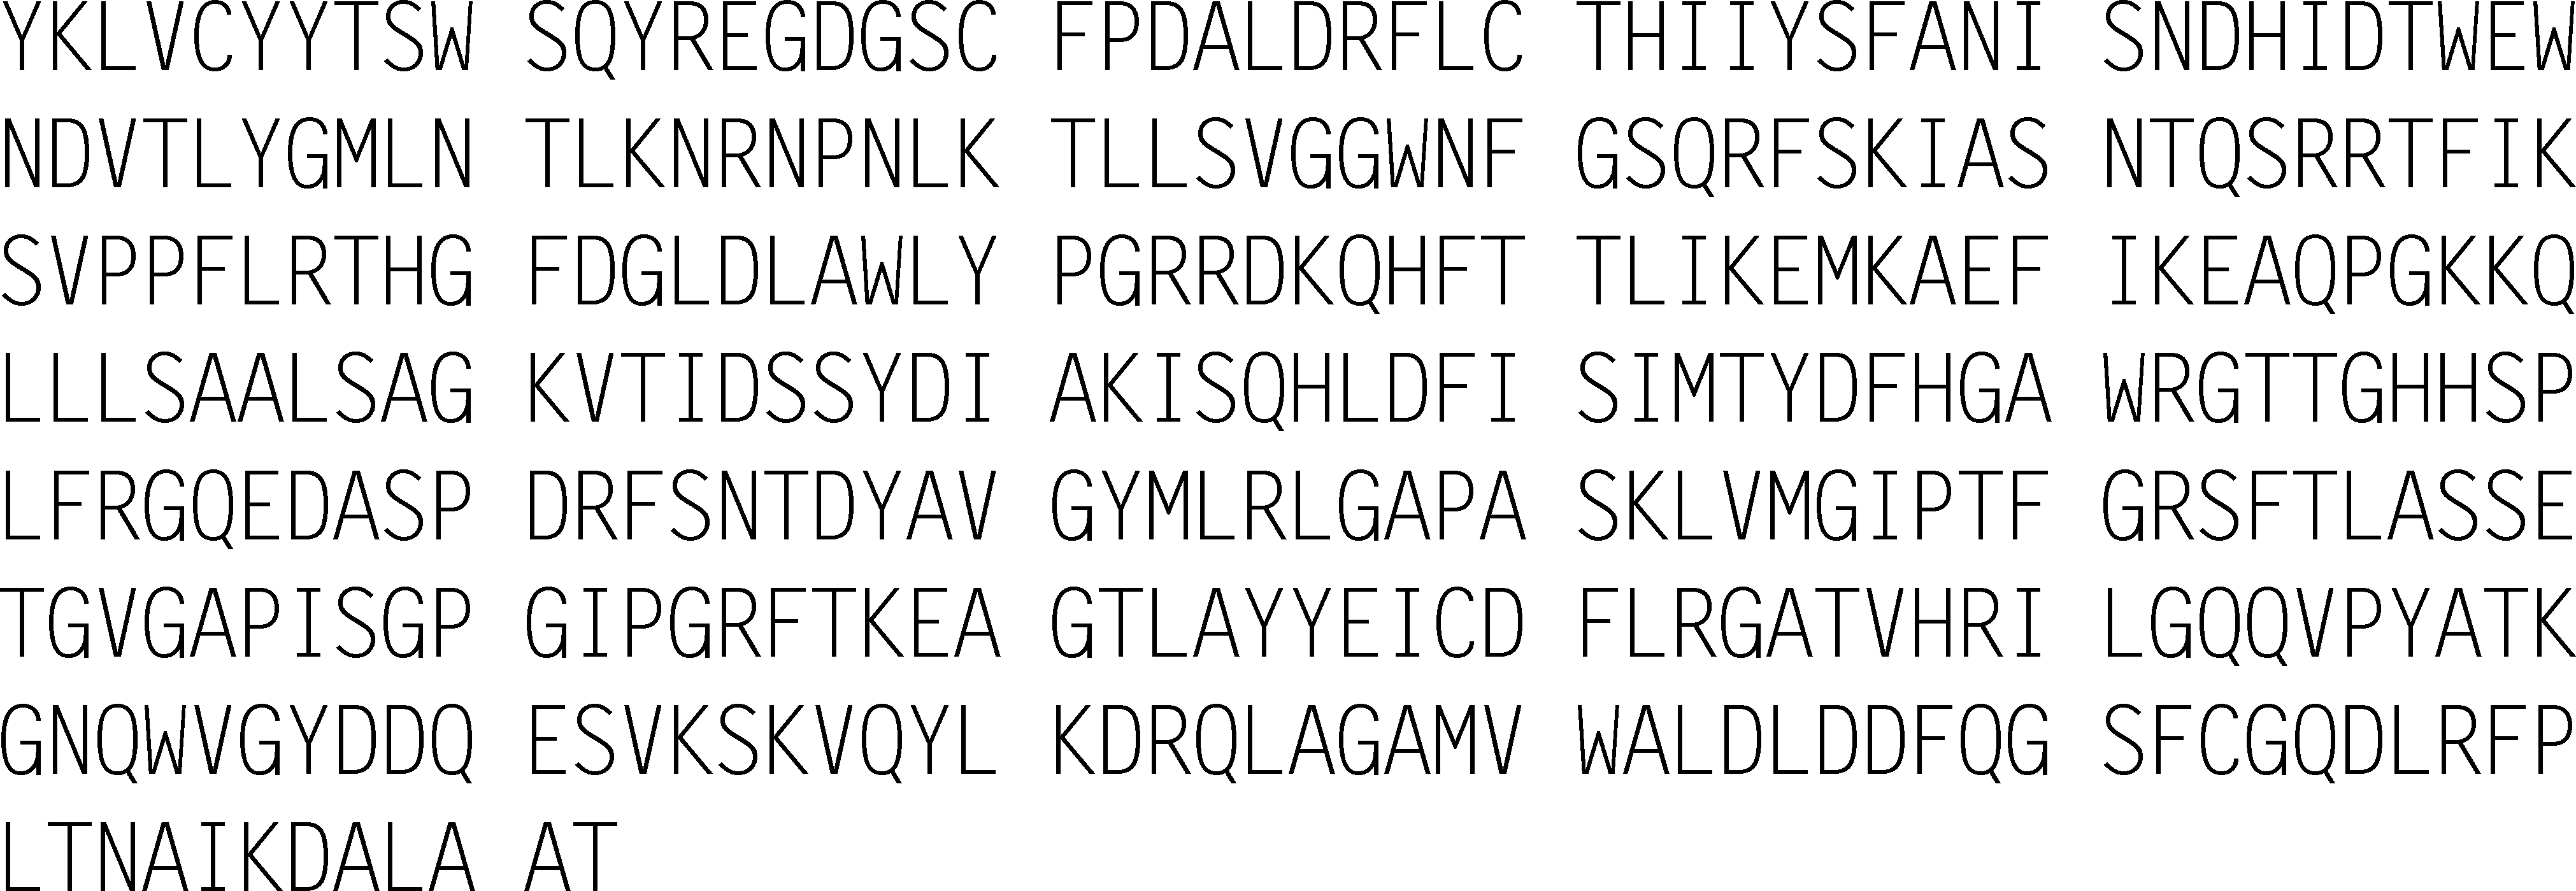 YKLVCYYTSW SQYREGDGSC FPDALDRFLC THIIYSFANI SNDHIDTWEW
NDVTLYGMLN TLKNRNPNLK TLLSVGGWNF GSQRFSKIAS NTQSRRTFIK
SVPPFLRTHG FDGLDLAWLY PGRRDKQHFT TLIKEMKAEF IKEAQPGKKQ
LLLSAALSAG KVTIDSSYDI AKISQHLDFI SIMTYDFHGA WRGTTGHHSP
LFRGQEDASP DRFSNTDYAV GYMLRLGAPA SKLVMGIPTF GRSFTLASSE
TGVGAPISGP GIPGRFTKEA GTLAYYEICD FLRGATVHRI LGQQVPYATK
GNQWVGYDDQ ESVKSKVQYL KDRQLAGAMV WALDLDDFQG SFCGQDLRFP
LTNAIKDALA AT